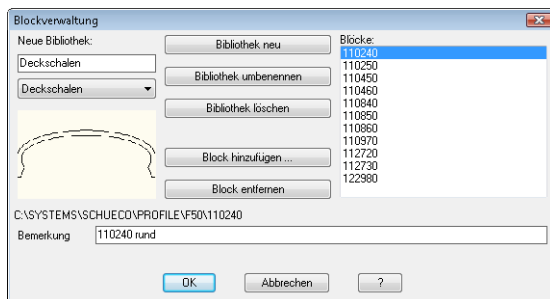 Blockverwaltung
Neue Bibliothek:
Deckschalen
Deckschalen
Bibliothek neu
Bibliothek umbenennen
Bibliothek löschen
Block hinzufügen ...
Block entfernen
Blöcke:
110240
110250
110450
110460
110840
110850
110860
110970
112720
112730
122980
C:\SYSTEMS\SCHUECO\PROFILE\F50\110240
Bemerkung
110240 rund
OK
Abbrechen
?